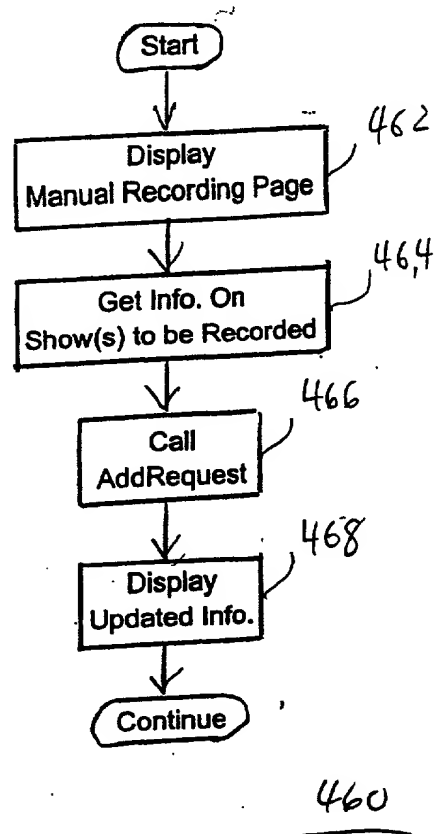 Start
462
Display
Manual Recording Page
464
Get Info. On
Show(s) to be Recorded
466
Call
AddRequest
468
Display
Updated Info.
Continue
460